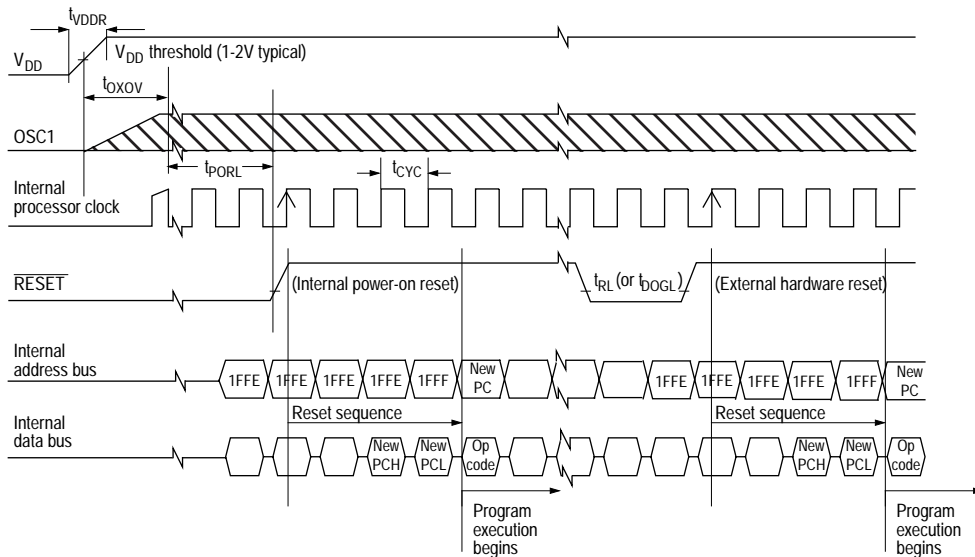 tVDDR
VDD
VDD threshold (1-2V typical)
tOXOV
OSC1
tPORL
tCYC
Internal
processor clock
RESET
(Internal power-on reset)
tRL (or tDOGL)
(External hardware reset)
Internal
address bus
1FFE 1FFE 1FFE 1FFE 1FFF New PC 1FFE 1FFE 1FFE 1FFE 1FFF New PC
Reset sequence Reset sequence
Internal
data bus
New PCH New PCL Op code New PCH New PCL Op code
Program
execution
begins
Program
execution
begins